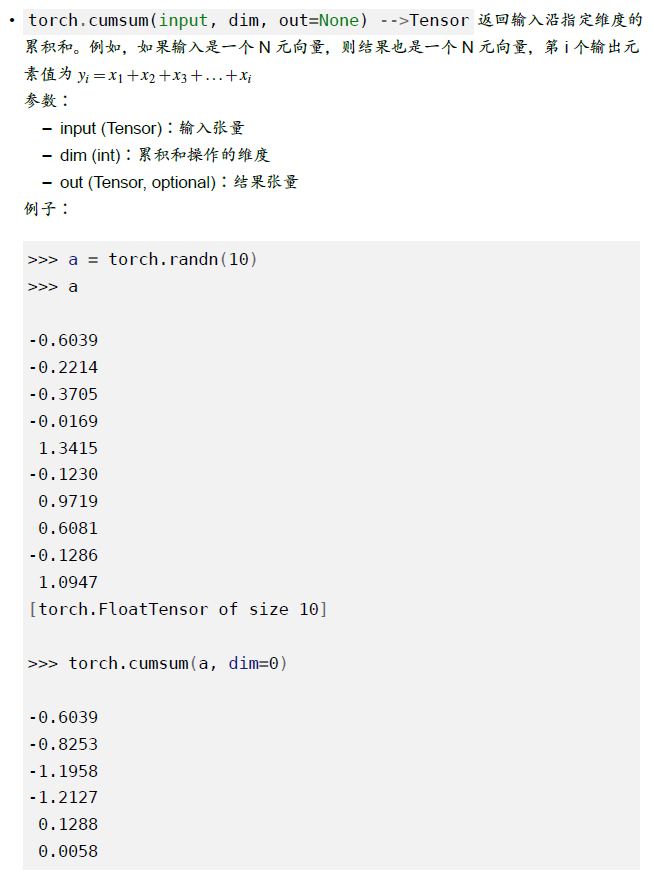 • torch.cumsum(input, dim, out=None) -->Tensor 返回输入沿指定维度的
累积和。例如，如果输入是一个 N 元向量，则结果也是一个 N 元向量，第 i 个输出元
素值为 yᵢ=x₁+x₂+x₃+…+xᵢ
参数：
– input (Tensor)：输入张量
– dim (int)：累积和操作的维度
– out (Tensor, optional)：结果张量
例子：
>>> a = torch.randn(10)
>>> a
-0.6039
-0.2214
-0.3705
-0.0169
1.3415
-0.1230
0.9719
0.6081
-0.1286
1.0947
[torch.FloatTensor of size 10]
>>> torch.cumsum(a, dim=0)
-0.6039
-0.8253
-1.1958
-1.2127
0.1288
0.0058